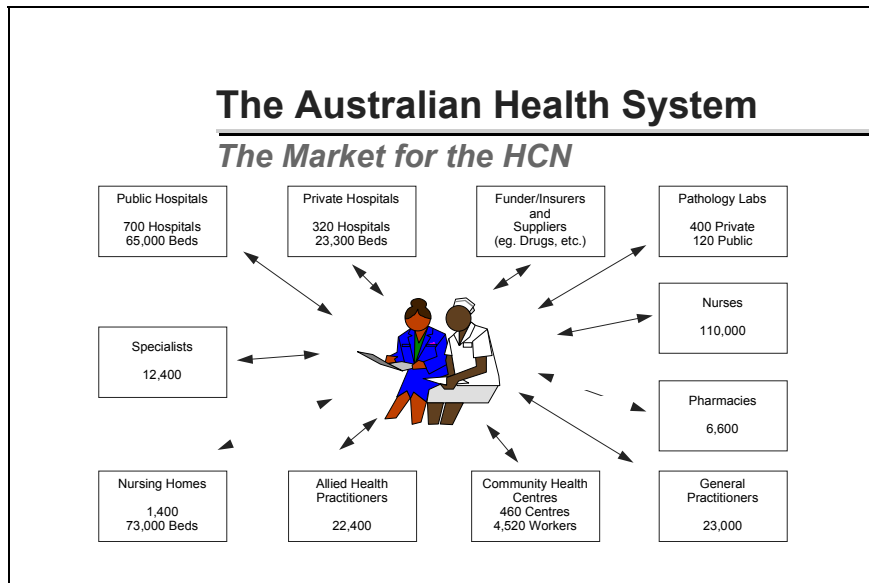 The Australian Health System
The Market for the HCN
Public Hospitals
700 Hospitals
65,000 Beds
Private Hospitals
320 Hospitals
23,300 Beds
Funder/Insurers
and
Suppliers
(eg. Drugs, etc.)
Pathology Labs
400 Private
120 Public
Nurses
110,000
Specialists
12,400
Pharmacies
6,600
Nursing Homes
1,400
73,000 Beds
Allied Health
Practitioners
22,400
Community Health
Centres
460 Centres
4,520 Workers
General
Practitioners
23,000